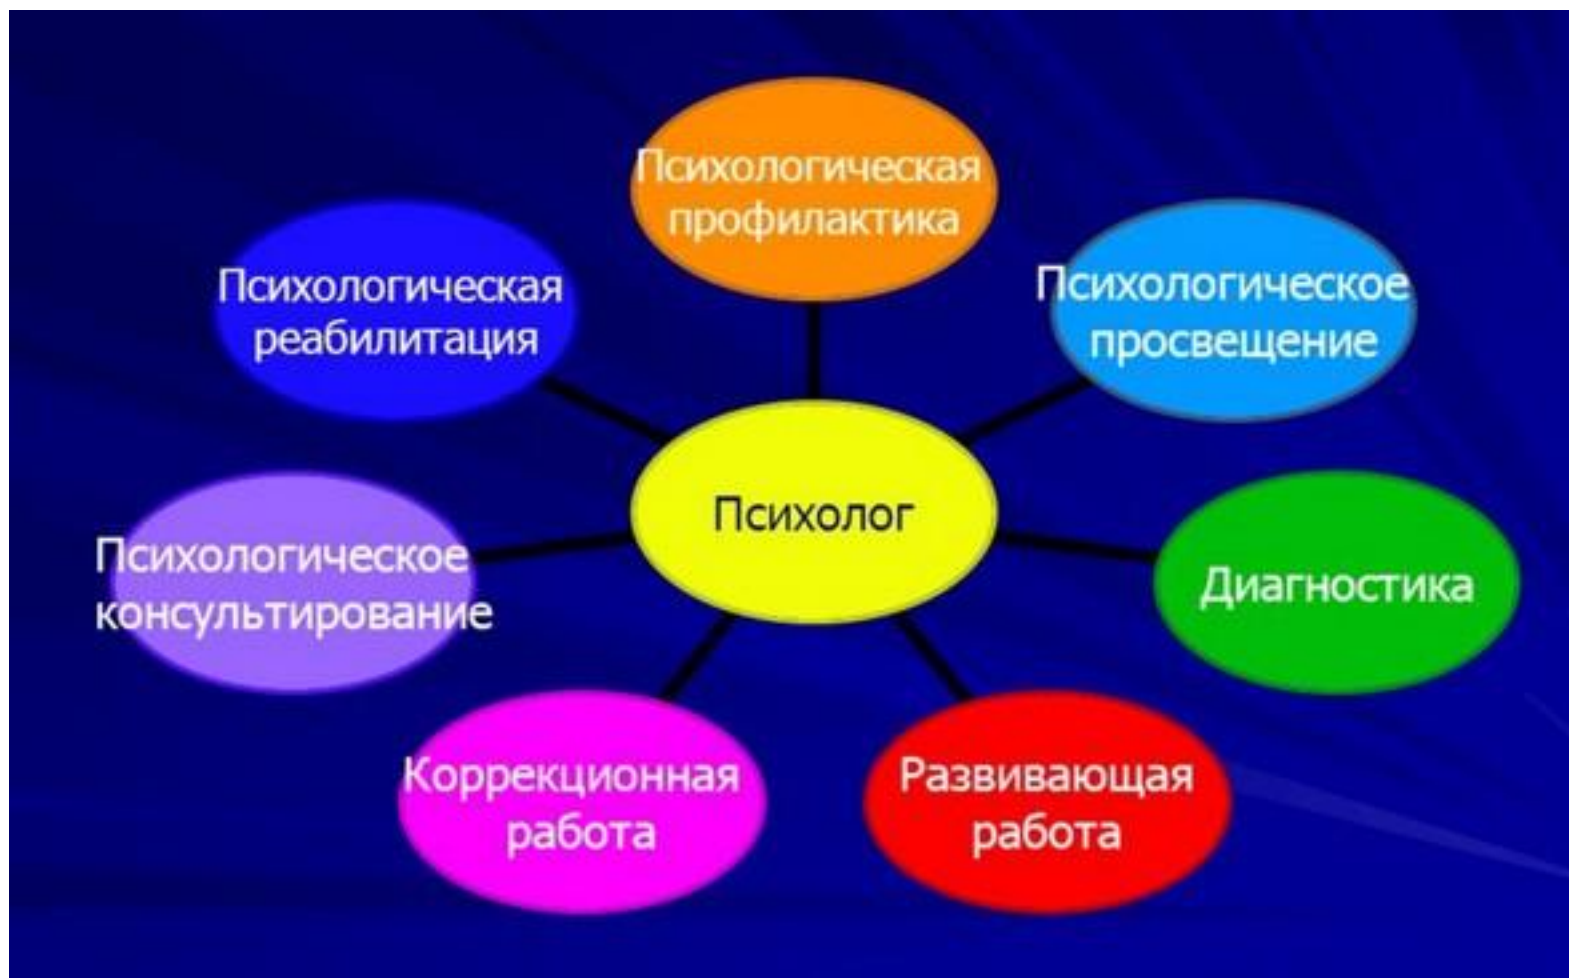 Психологическая
профилактика
Психологическое
просвещение
Диагностика
Развивающая
работа
Коррекционная
работа
Психологическое
консультирование
Психологическая
реабилитация
Психолог